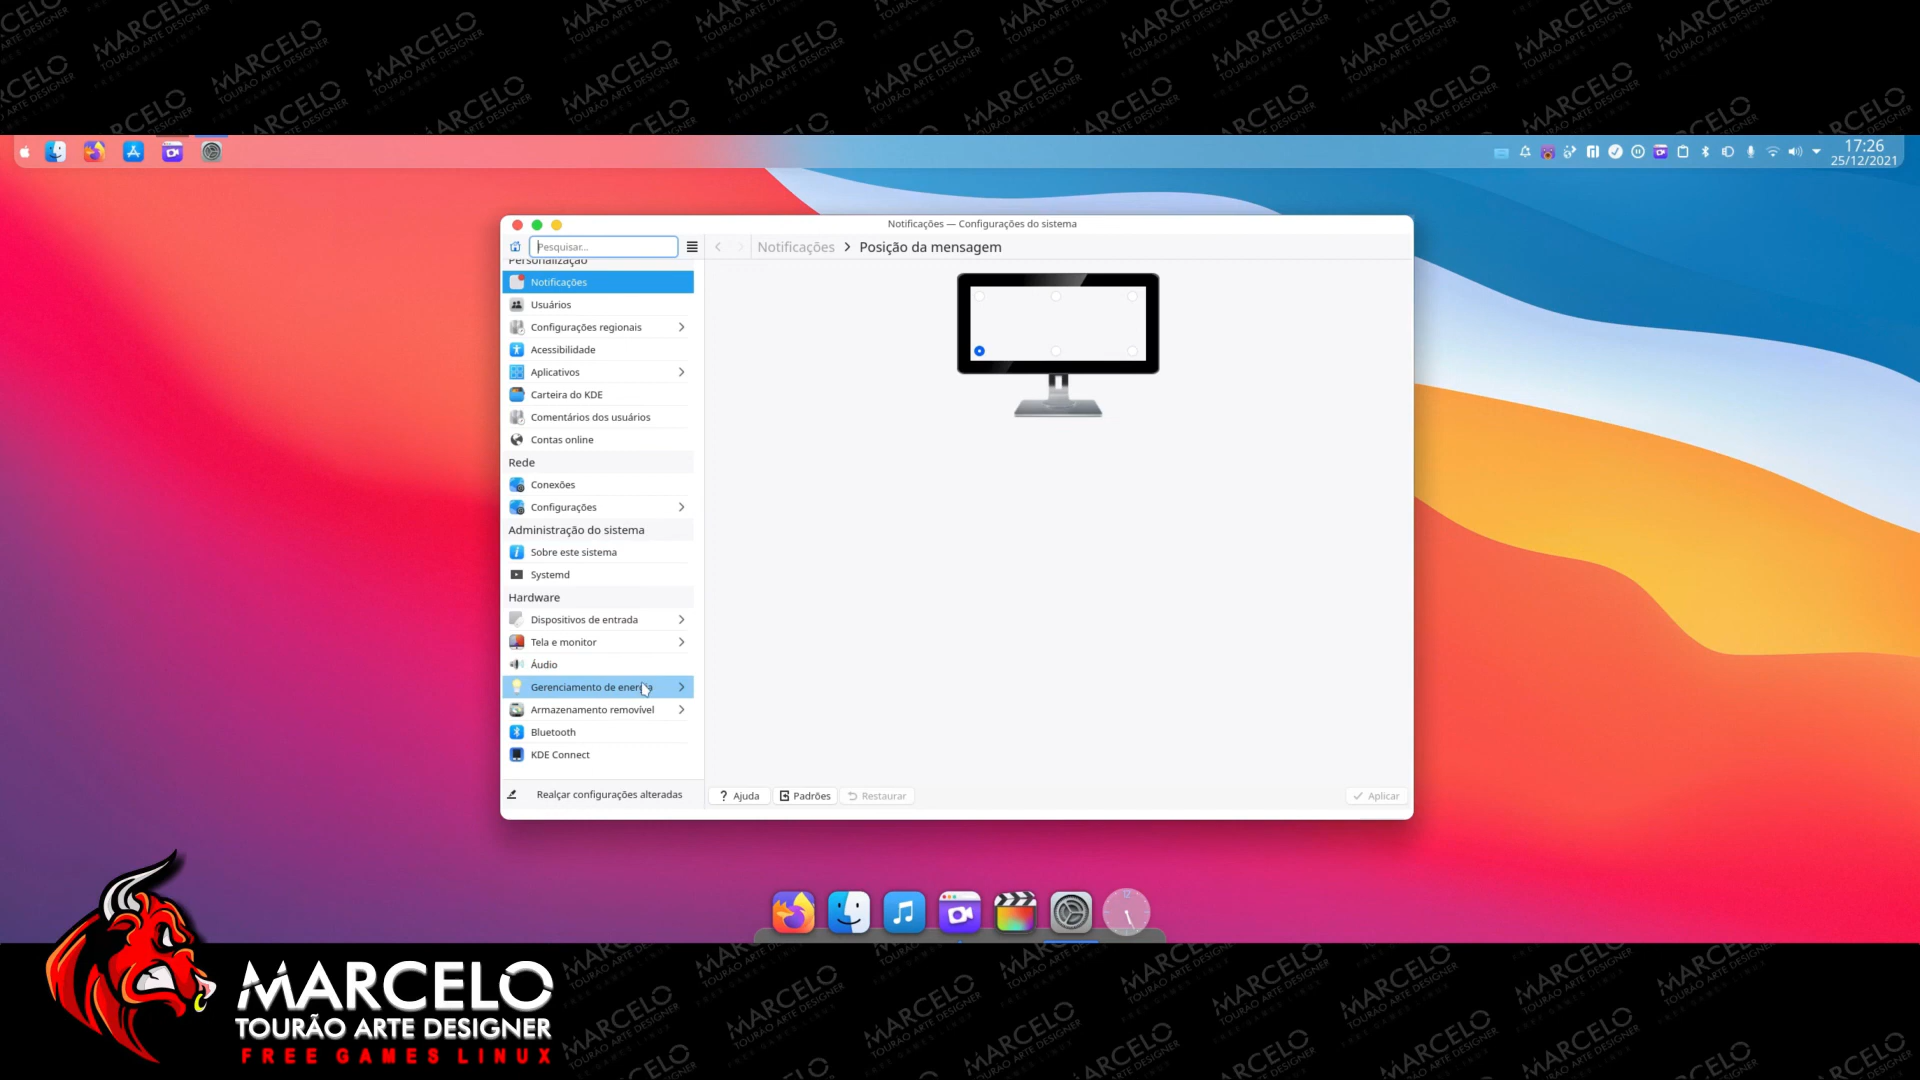 17:26
25/12/2021
Notificações — Configurações do sistema
Pesquisar...
Notificações
Posição da mensagem
Personalização
Notificações
Usuários
Configurações regionais
Acessibilidade
Aplicativos
Carteira do KDE
Comentários dos usuários
Contas online
Rede
Conexões
Configurações
Administração do sistema
Sobre este sistema
Systemd
Hardware
Dispositivos de entrada
Tela e monitor
Áudio
Gerenciamento de energia
Armazenamento removível
Bluetooth
KDE Connect
Realçar configurações alteradas
? Ajuda
Padrões
Restaurar
Aplicar
MARCELO
TOURÃO ARTE DESIGNER
FREE GAMES LINUX